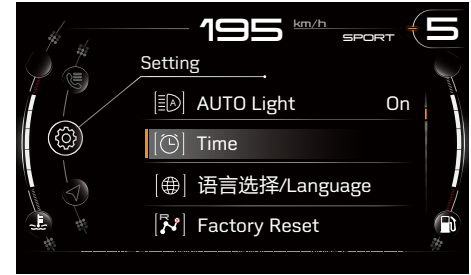 195 km/h SPORT 5
Setting
AUTO Light On
Time
语言选择/Language
Factory Reset